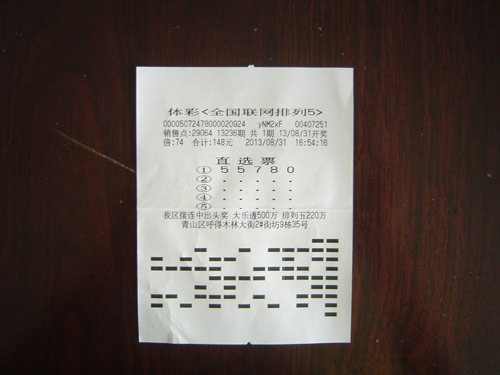 体彩<全国联网排列5>
00005072478000020924 yNM2xF 00407251
销售点:29064 13236期 共 1期 13/08/31开奖
倍:74 合计:148元 2013/08/31 16:54:16
直选票
① 5 5 7 8 0
② - - - - -
③ - - - - -
④ - - - - -
⑤ - - - - -
我区接连中出头奖 大乐透500万 排列五220万
青山区呼得木林大街2#街坊9栋35号